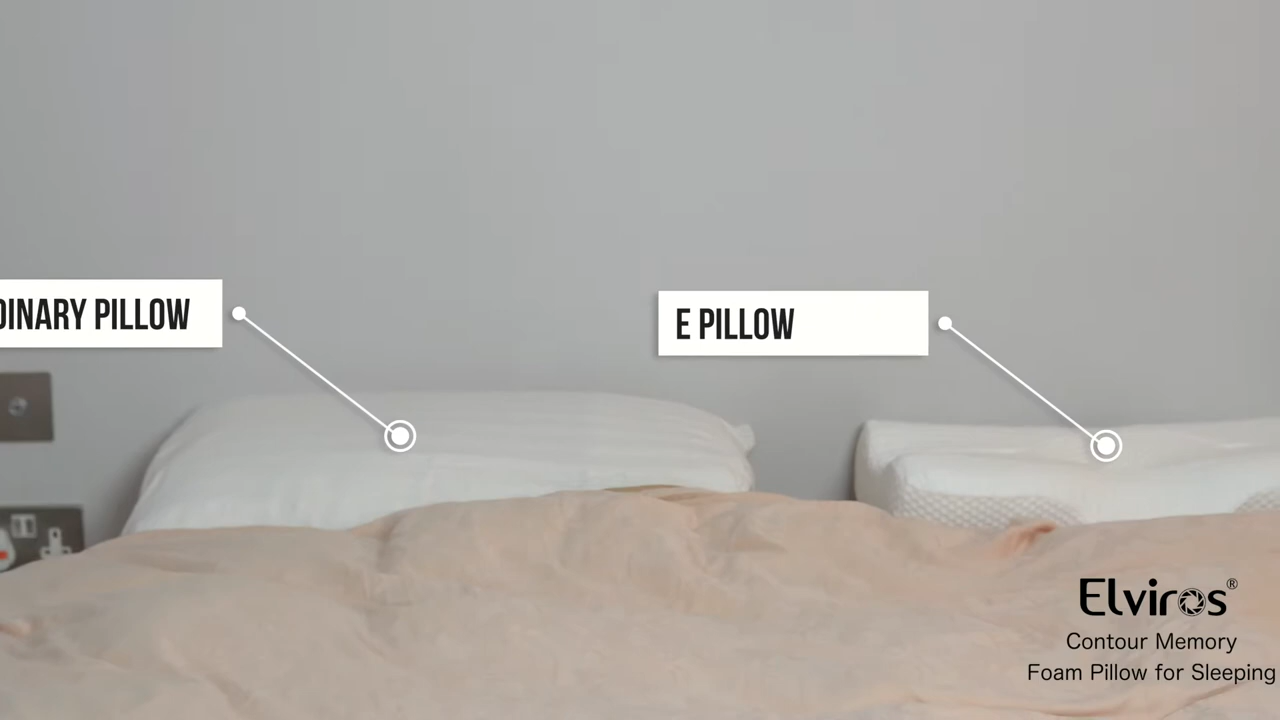 DINARY PILLOW
E PILLOW
Elviros®
Contour Memory
Foam Pillow for Sleeping